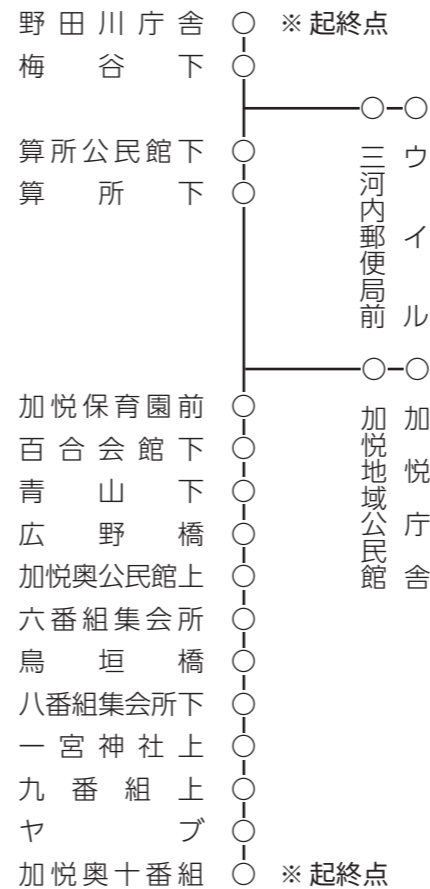 野田川庁舎 ※起終点
梅谷下
三河内郵便局前
ウイル
算所公民館下
算所下
加悦地域公民館
加悦庁舎
加悦保育園前
百合会館下
青山下
広野橋
加悦奥公民館上
六番組集会所
鳥垣橋
八番組集会所下
一宮神社上
九番組上
ヤブ
加悦奥十番組 ※起終点